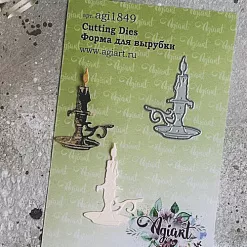 agi1849
Cutting Dies
Форма для вырубки
www.agiart.ru
Agiart